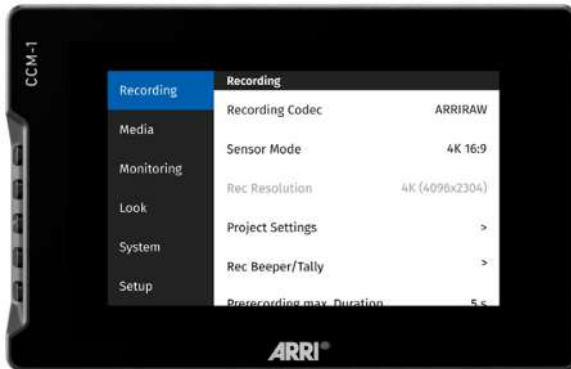 CCM-1
Recording
Media
Monitoring
Look
System
Setup
Recording
Recording Codec ARRIRAW
Sensor Mode 4K 16:9
Rec Resolution 4K (4096x2304)
Project Settings >
Rec Beeper/Tally >
Prerecording max. Duration 5 s
ARRI®